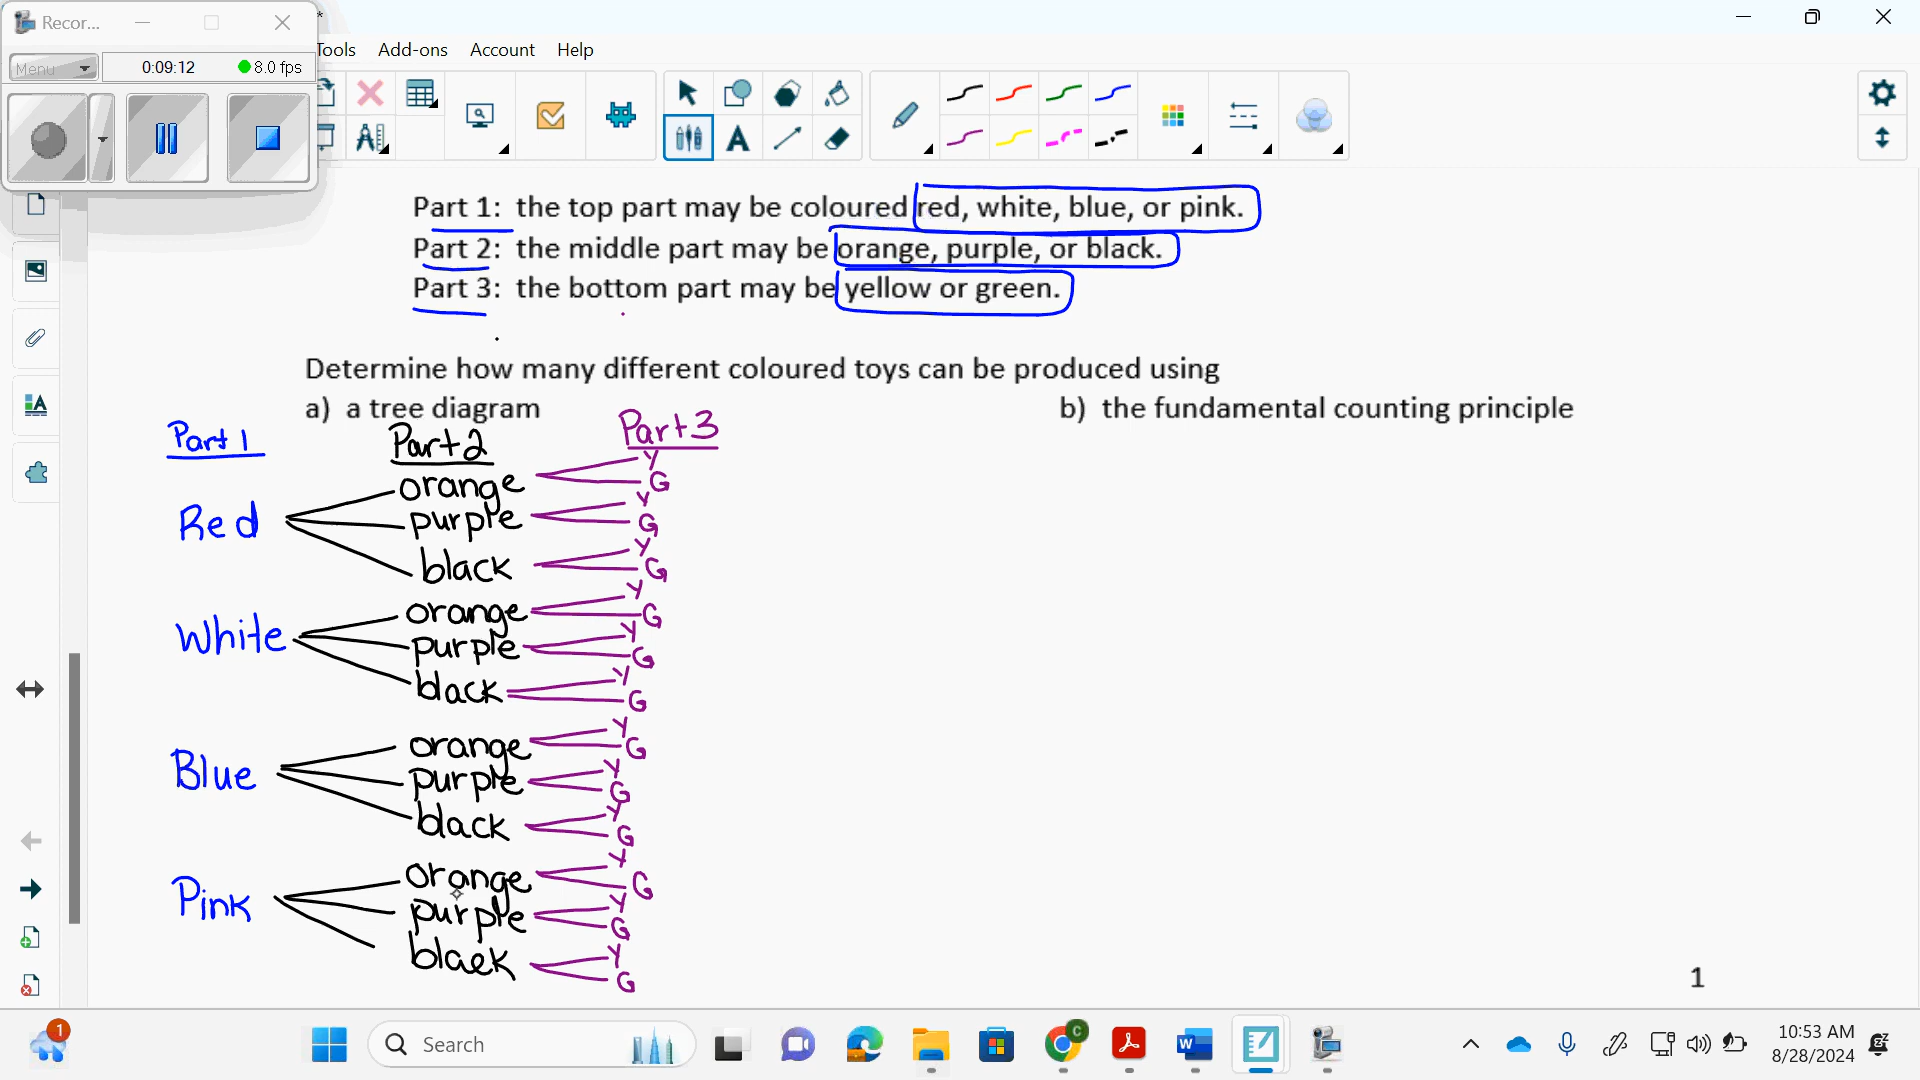 Recor...
*
Menu
0:09:12
8.0 fps
Tools Add-ons Account Help
Part 1: the top part may be coloured red, white, blue, or pink.
Part 2: the middle part may be orange, purple, or black.
Part 3: the bottom part may be yellow or green.
Determine how many different coloured toys can be produced using
a) a tree diagram
b) the fundamental counting principle
Part 1
Part 2
Part 3
Red
orange
Y
G
purple
Y
G
black
Y
G
White
orange
Y
G
purple
Y
G
black
Y
G
Blue
orange
Y
G
purple
Y
G
black
Y
G
Pink
orange
Y
G
purple
Y
G
black
Y
G
1
1
Search
C
10:53 AM
8/28/2024